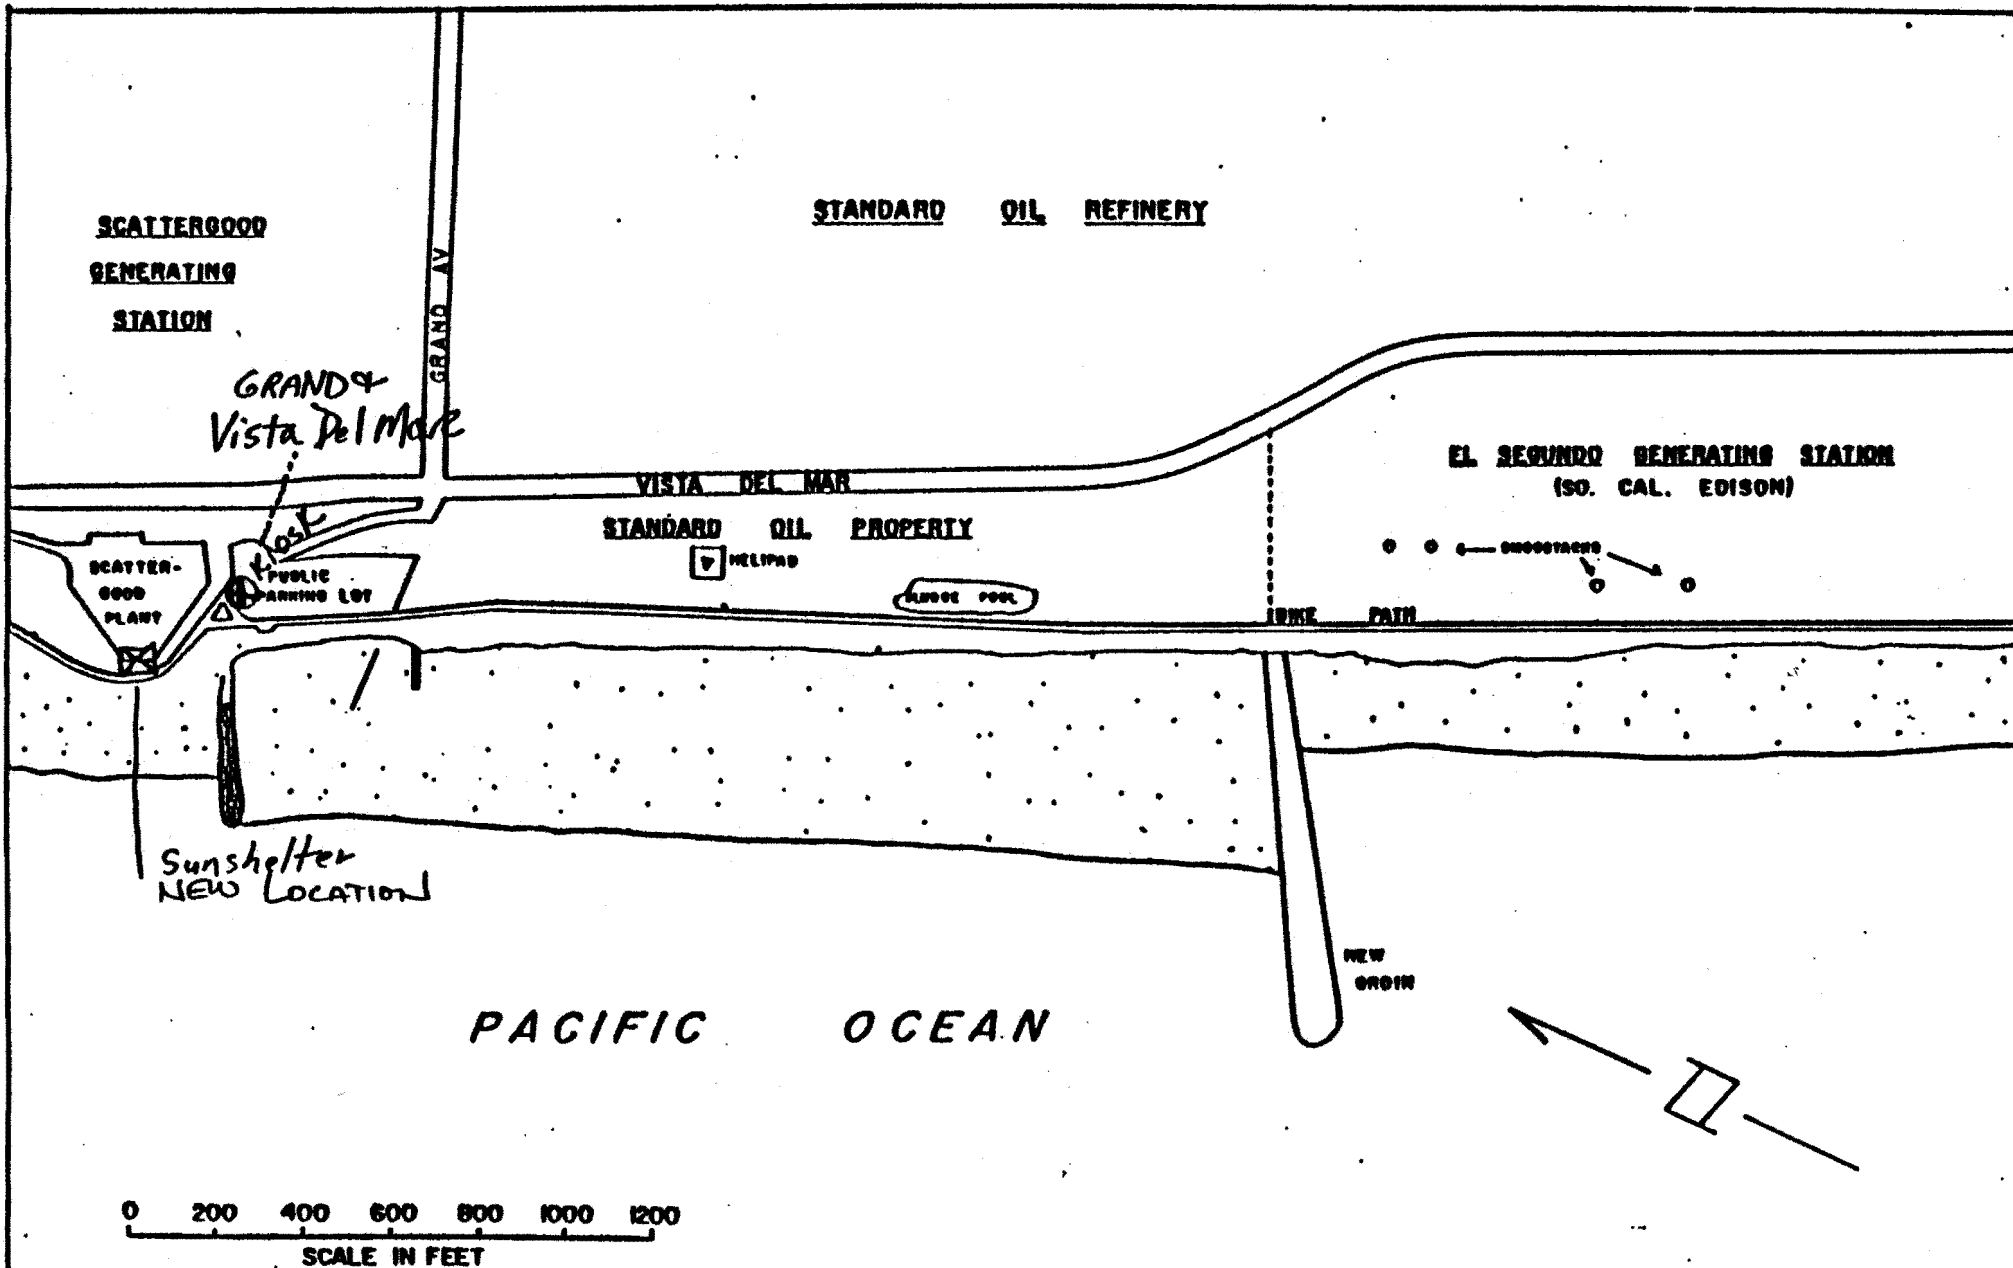 STANDARD OIL REFINERY
SCATTERGOOD
GENERATING
STATION
GRAND AV
GRAND &
Vista Del Mare
VISTA DEL MAR
EL SEGUNDO GENERATING STATION
(SO. CAL. EDISON)
STANDARD OIL PROPERTY
KIOSK
HELIPAD
SMOKSTACKS
SCATTER-
GOOD
PLANT
PUBLIC
PARKING LOT
SLUDGE POOL
BIKE PATH
Sunshelter
NEW LOCATION
NEW
GROIN
PACIFIC OCEAN
N
0 200 400 600 800 1000 1200
SCALE IN FEET